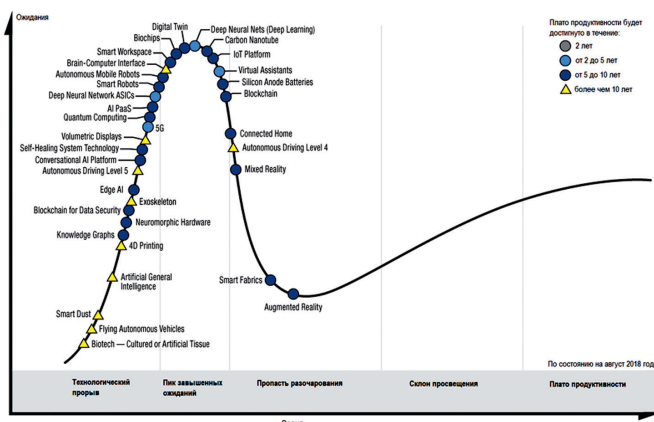 Ожидания
Плато продуктивности будет
достигнуто в течение:
2 лет
от 2 до 5 лет
от 5 до 10 лет
более чем 10 лет
Digital Twin
Biochips
Smart Workspace
Brain-Computer Interface
Autonomous Mobile Robots
Smart Robots
Deep Neural Network ASICs
AI PaaS
Quantum Computing
5G
Volumetric Displays
Self-Healing System Technology
Conversational AI Platform
Autonomous Driving Level 5
Edge AI
Exoskeleton
Blockchain for Data Security
Neuromorphic Hardware
Knowledge Graphs
4D Printing
Artificial General
Intelligence
Smart Dust
Flying Autonomous Vehicles
Biotech — Cultured or Artificial Tissue
Deep Neural Nets (Deep Learning)
Carbon Nanotube
IoT Platform
Virtual Assistants
Silicon Anode Batteries
Blockchain
Connected Home
Autonomous Driving Level 4
Mixed Reality
Smart Fabrics
Augmented Reality
По состоянию на август 2018 год
Технологический
прорыв
Пик завышенных
ожиданий
Пропасть разочарования
Склон просвещения
Плато продуктивности